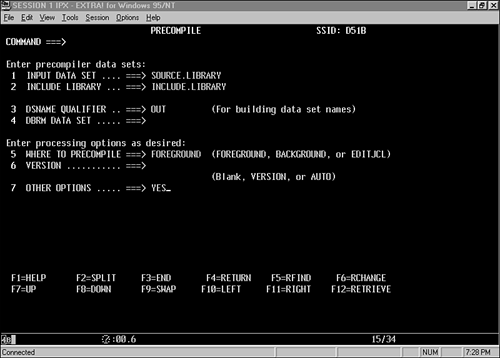 SESSION 1 IPX - EXTRA! for Windows 95/NT
File Edit View Tools Session Options Help
PRECOMPILE SSID: D51B
COMMAND ===>
Enter precompiler data sets:
1 INPUT DATA SET .... ===> SOURCE.LIBRARY
2 INCLUDE LIBRARY ... ===> INCLUDE.LIBRARY
3 DSNAME QUALIFIER .. ===> OUT (For building data set names)
4 DBRM DATA SET ..... ===>
Enter processing options as desired:
5 WHERE TO PRECOMPILE ===> FOREGROUND (FOREGROUND, BACKGROUND, or EDITJCL)
6 VERSION ........... ===>
(Blank, VERSION, or AUTO)
7 OTHER OPTIONS ..... ===> YES_
F1=HELP F2=SPLIT F3=END F4=RETURN F5=RFIND F6=RCHANGE
F7=UP F8=DOWN F9=SWAP F10=LEFT F11=RIGHT F12=RETRIEVE
:00.6 15/34
Connected NUM 7:28 PM